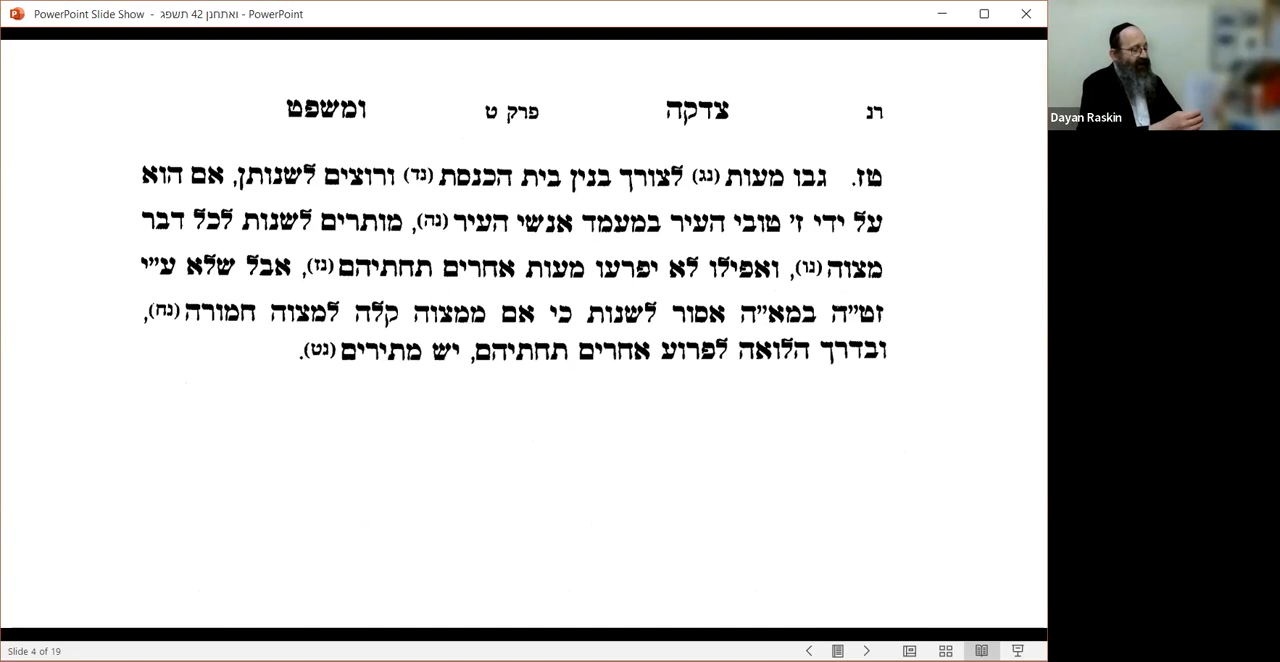 PowerPoint Slide Show - ואתחנן 42 תשפג - PowerPoint
רנ צדקה פרק ט ומשפט
טז. גבו מעות (נג) לצורך בנין בית הכנסת (נד) ורוצים לשנותן, אם הוא
על ידי ז' טובי העיר במעמד אנשי העיר (נה), מותרים לשנות לכל דבר
מצוה (נו), ואפילו לא יפרעו מעות אחרים תחתיהם (נז), אבל שלא ע״י
זט״ה במא״ה אסור לשנות כי אם ממצוה קלה למצוה חמורה (נח),
ובדרך הלואה לפרוע אחרים תחתיהם, יש מתירים (נט).
Dayan Raskin
Slide 4 of 19